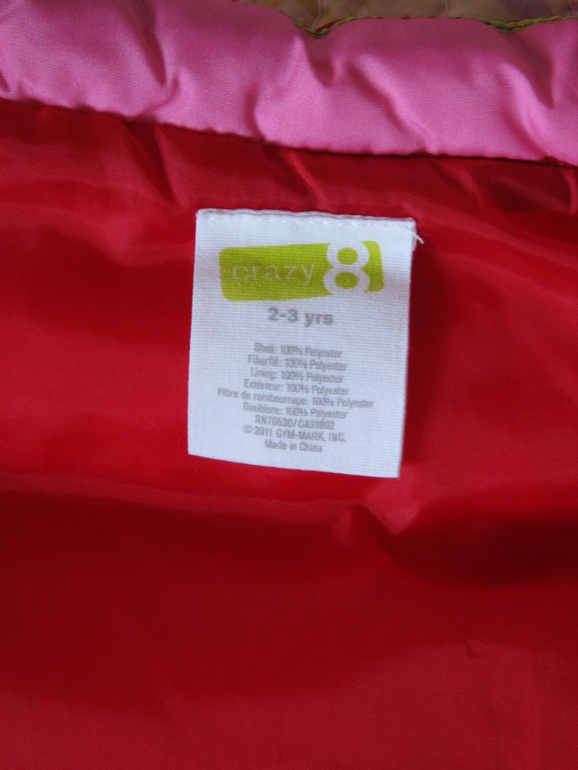 crazy 8
2-3 yrs
Shell: 100% Polyester
Fiberfill: 100% Polyester
Lining: 100% Polyester
Extérieur: 100% Polyester
Fibre de rembourrage: 100% Polyester
Doublure: 100% Polyester
RN70530/CA31802
©2011 GYM-MARK, INC.
Made in China